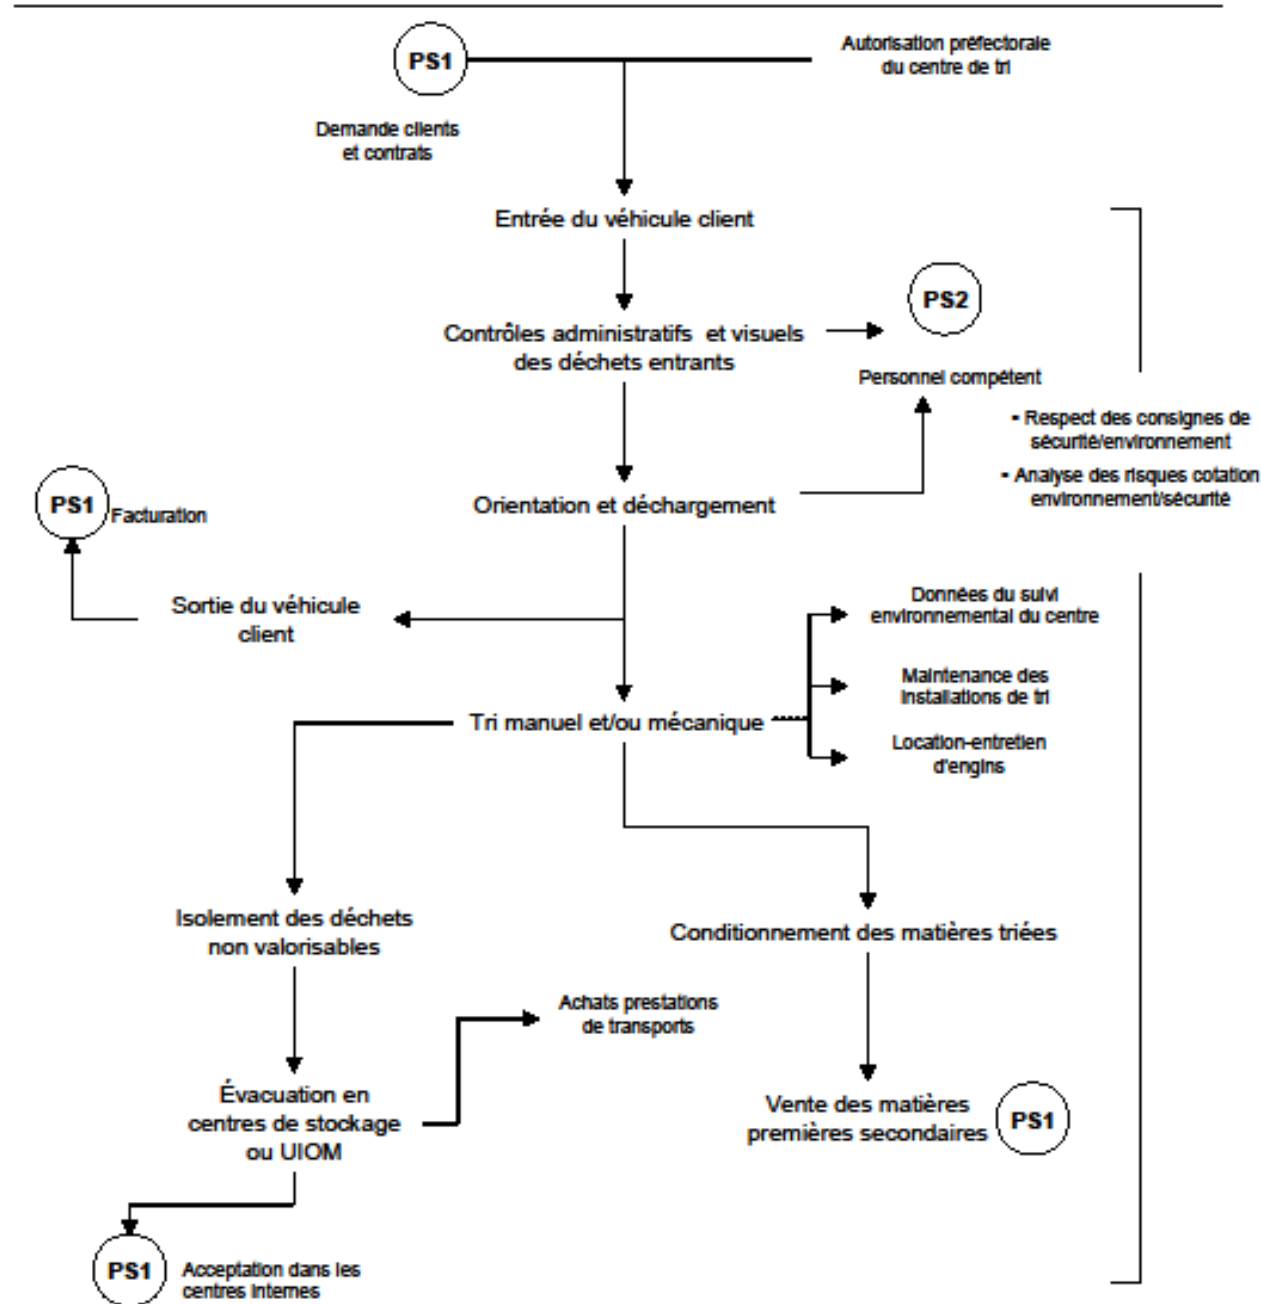 PS1
Autorisation préfectorale
du centre de tri
Demande clients
et contrats
Entrée du véhicule client
PS2
Contrôles administratifs et visuels
des déchets entrants
Personnel compétent
- Respect des consignes de
sécurité/environnement
- Analyse des risques cotation
environnement/sécurité
Orientation et déchargement
PS1
Facturation
Sortie du véhicule
client
Données du suivi
environnemental du centre
Maintenance des
installations de tri
Tri manuel et/ou mécanique
Location-entretien
d'engins
Isolement des déchets
non valorisables
Conditionnement des matières triées
Achats prestations
de transports
Évacuation en
centres de stockage
ou UIOM
Vente des matières
premières secondaires
PS1
PS1
Acceptation dans les
centres internes